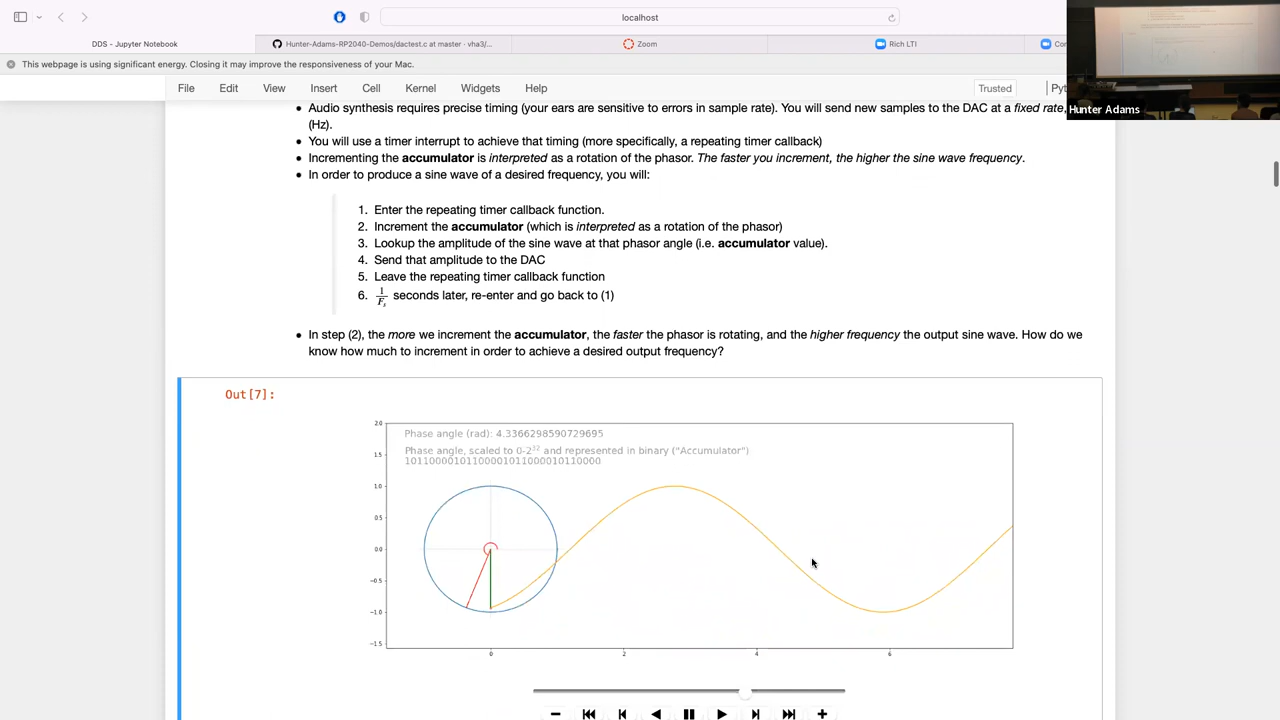 localhost
DDS - Jupyter Notebook
Hunter-Adams-RP2040-Demos/dactest.c at master · vha3/...
Zoom
Rich LTI
Con
This webpage is using significant energy. Closing it may improve the responsiveness of your Mac.
Hunter Adams
File Edit View Insert Cell Kernel Widgets Help Trusted Pyt
• Audio synthesis requires precise timing (your ears are sensitive to errors in sample rate). You will send new samples to the DAC at a fixed rate,
(Hz).
• You will use a timer interrupt to achieve that timing (more specifically, a repeating timer callback)
• Incrementing the accumulator is interpreted as a rotation of the phasor. The faster you increment, the higher the sine wave frequency.
• In order to produce a sine wave of a desired frequency, you will:
1. Enter the repeating timer callback function.
2. Increment the accumulator (which is interpreted as a rotation of the phasor)
3. Lookup the amplitude of the sine wave at that phasor angle (i.e. accumulator value).
4. Send that amplitude to the DAC
5. Leave the repeating timer callback function
6. 1/Fs seconds later, re-enter and go back to (1)
• In step (2), the more we increment the accumulator, the faster the phasor is rotating, and the higher frequency the output sine wave. How do we
know how much to increment in order to achieve a desired output frequency?
Out[7]:
Phase angle (rad): 4.3366298590729695
Phase angle, scaled to 0-2^32 and represented in binary ("Accumulator")
10110000101100001011000010110000
2.0
1.5
1.0
0.5
0.0
−0.5
−1.0
−1.5
0 2 4 6